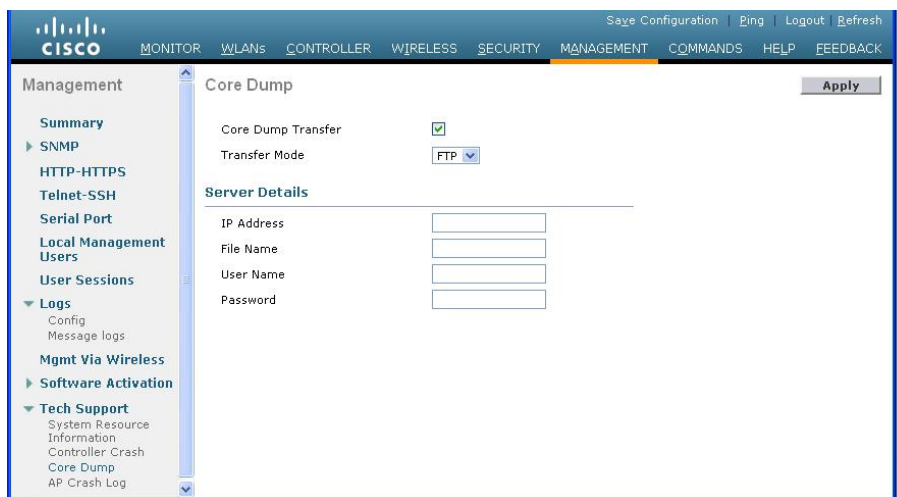 Save Configuration | Ping | Logout | Refresh
CISCO
MONITOR WLANs CONTROLLER WIRELESS SECURITY MANAGEMENT COMMANDS HELP FEEDBACK
Management
Summary
SNMP
HTTP-HTTPS
Telnet-SSH
Serial Port
Local Management
Users
User Sessions
Logs
Config
Message logs
Mgmt Via Wireless
Software Activation
Tech Support
System Resource
Information
Controller Crash
Core Dump
AP Crash Log
Core Dump
Apply
Core Dump Transfer
Transfer Mode FTP
Server Details
IP Address
File Name
User Name
Password